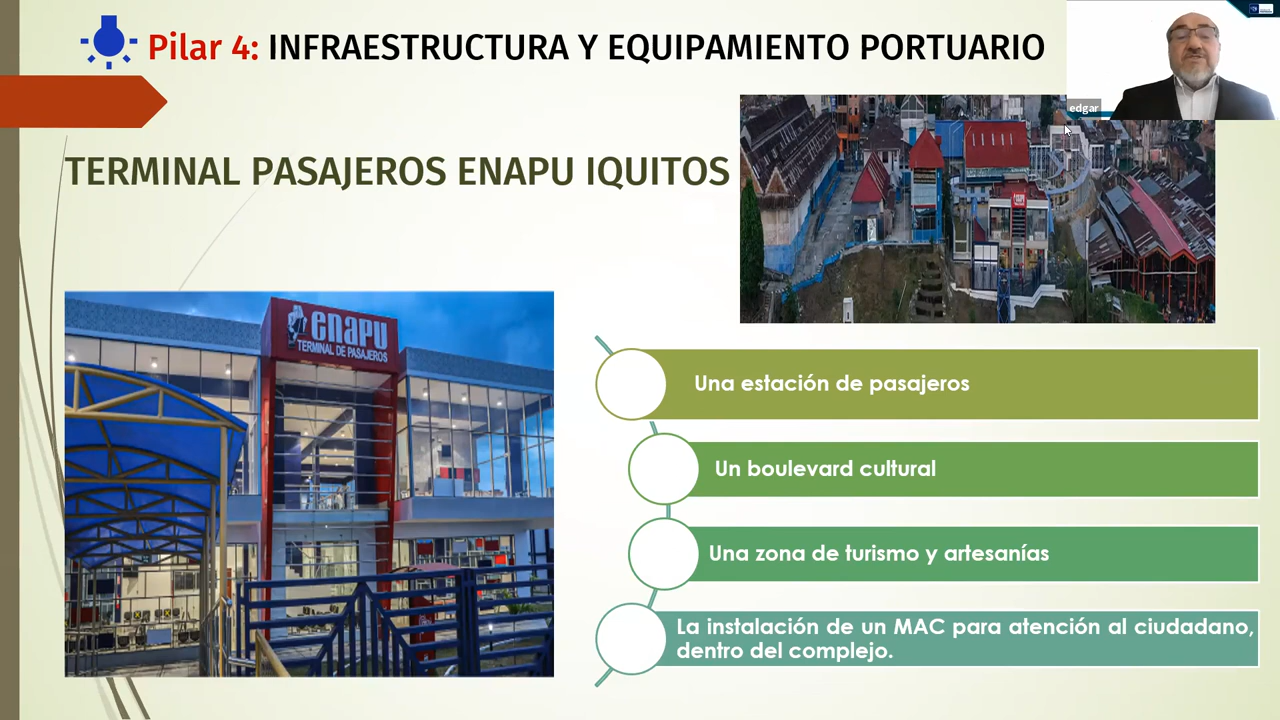 Pilar 4: INFRAESTRUCTURA Y EQUIPAMIENTO PORTUARIO
edgar
TERMINAL PASAJEROS ENAPU IQUITOS
enapu
TERMINAL DE PASAJEROS
Una estación de pasajeros
Un boulevard cultural
Una zona de turismo y artesanías
La instalación de un MAC para atención al ciudadano,
dentro del complejo.